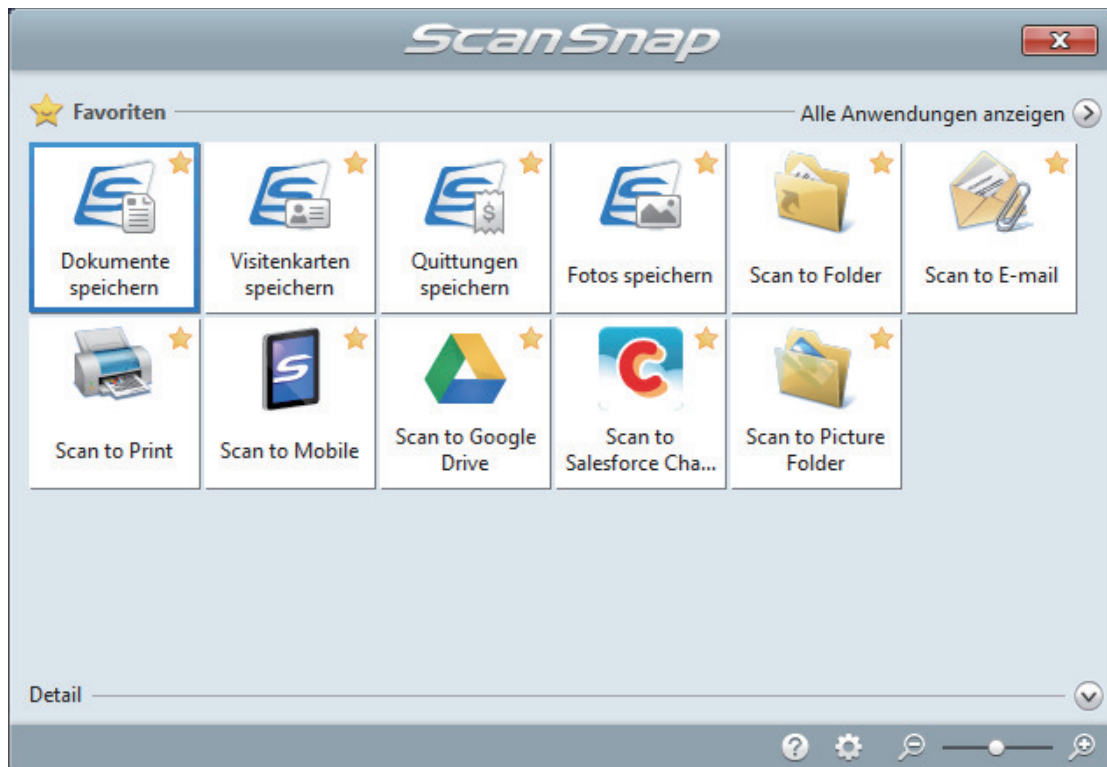 ScanSnap
Favoriten
Alle Anwendungen anzeigen
Dokumente
speichern
Visitenkarten
speichern
Quittungen
speichern
Fotos speichern
Scan to Folder
Scan to E-mail
Scan to Print
Scan to Mobile
Scan to Google
Drive
Scan to
Salesforce Cha...
Scan to Picture
Folder
Detail